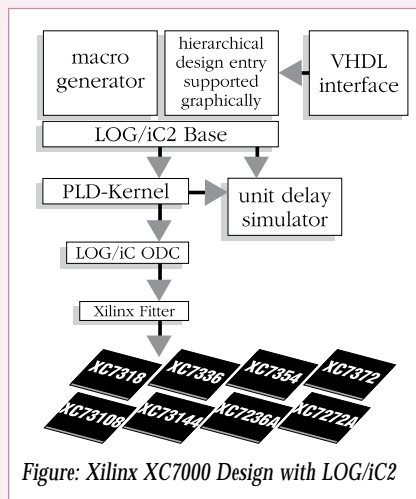 macro
generator
hierarchical
design entry
supported
graphically
VHDL
interface
LOG/iC2 Base
PLD-Kernel
unit delay
simulator
LOG/iC ODC
Xilinx Fitter
XC7318
XC7336
XC7354
XC7372
XC73108
XC73144
XC7236A
XC7272A
Figure: Xilinx XC7000 Design with LOG/iC2